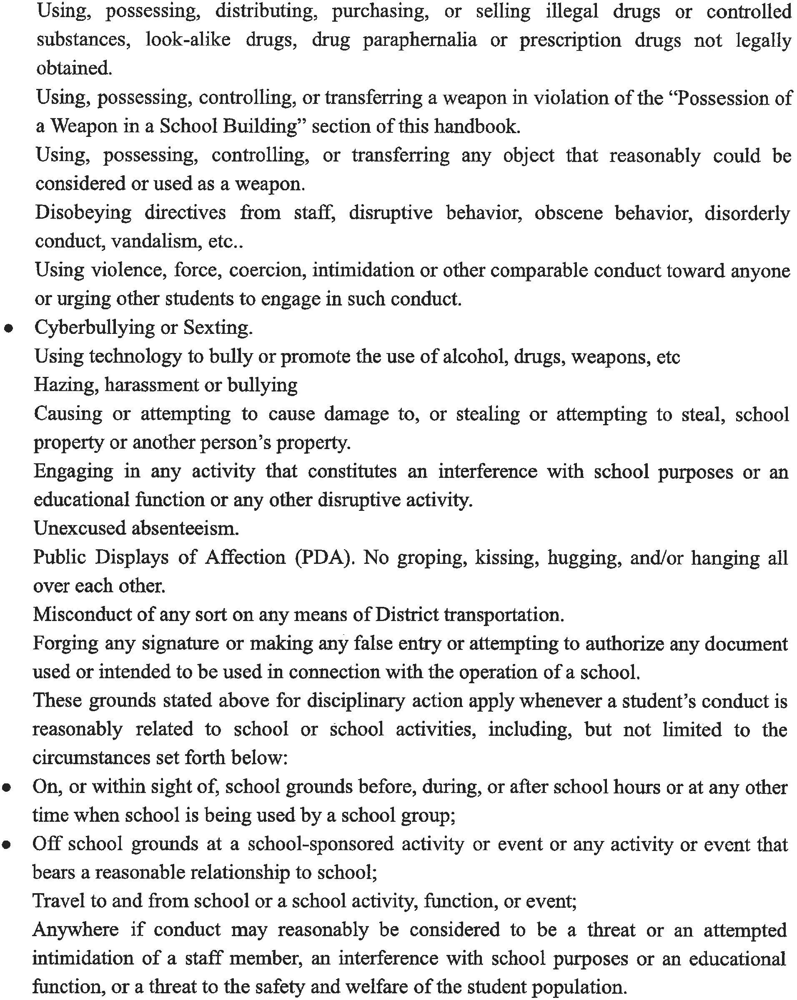 Using, possessing, distributing, purchasing, or selling illegal drugs or controlled
substances, look-alike drugs, drug paraphernalia or prescription drugs not legally
obtained.
Using, possessing, controlling, or transferring a weapon in violation of the “Possession of
a Weapon in a School Building” section of this handbook.
Using, possessing, controlling, or transferring any object that reasonably could be
considered or used as a weapon.
Disobeying directives from staff, disruptive behavior, obscene behavior, disorderly
conduct, vandalism, etc..
Using violence, force, coercion, intimidation or other comparable conduct toward anyone
or urging other students to engage in such conduct.
● Cyberbullying or Sexting.
Using technology to bully or promote the use of alcohol, drugs, weapons, etc
Hazing, harassment or bullying
Causing or attempting to cause damage to, or stealing or attempting to steal, school
property or another person’s property.
Engaging in any activity that constitutes an interference with school purposes or an
educational function or any other disruptive activity.
Unexcused absenteeism.
Public Displays of Affection (PDA). No groping, kissing, hugging, and/or hanging all
over each other.
Misconduct of any sort on any means of District transportation.
Forging any signature or making any false entry or attempting to authorize any document
used or intended to be used in connection with the operation of a school.
These grounds stated above for disciplinary action apply whenever a student’s conduct is
reasonably related to school or school activities, including, but not limited to the
circumstances set forth below:
● On, or within sight of, school grounds before, during, or after school hours or at any other
time when school is being used by a school group;
● Off school grounds at a school-sponsored activity or event or any activity or event that
bears a reasonable relationship to school;
Travel to and from school or a school activity, function, or event;
Anywhere if conduct may reasonably be considered to be a threat or an attempted
intimidation of a staff member, an interference with school purposes or an educational
function, or a threat to the safety and welfare of the student population.